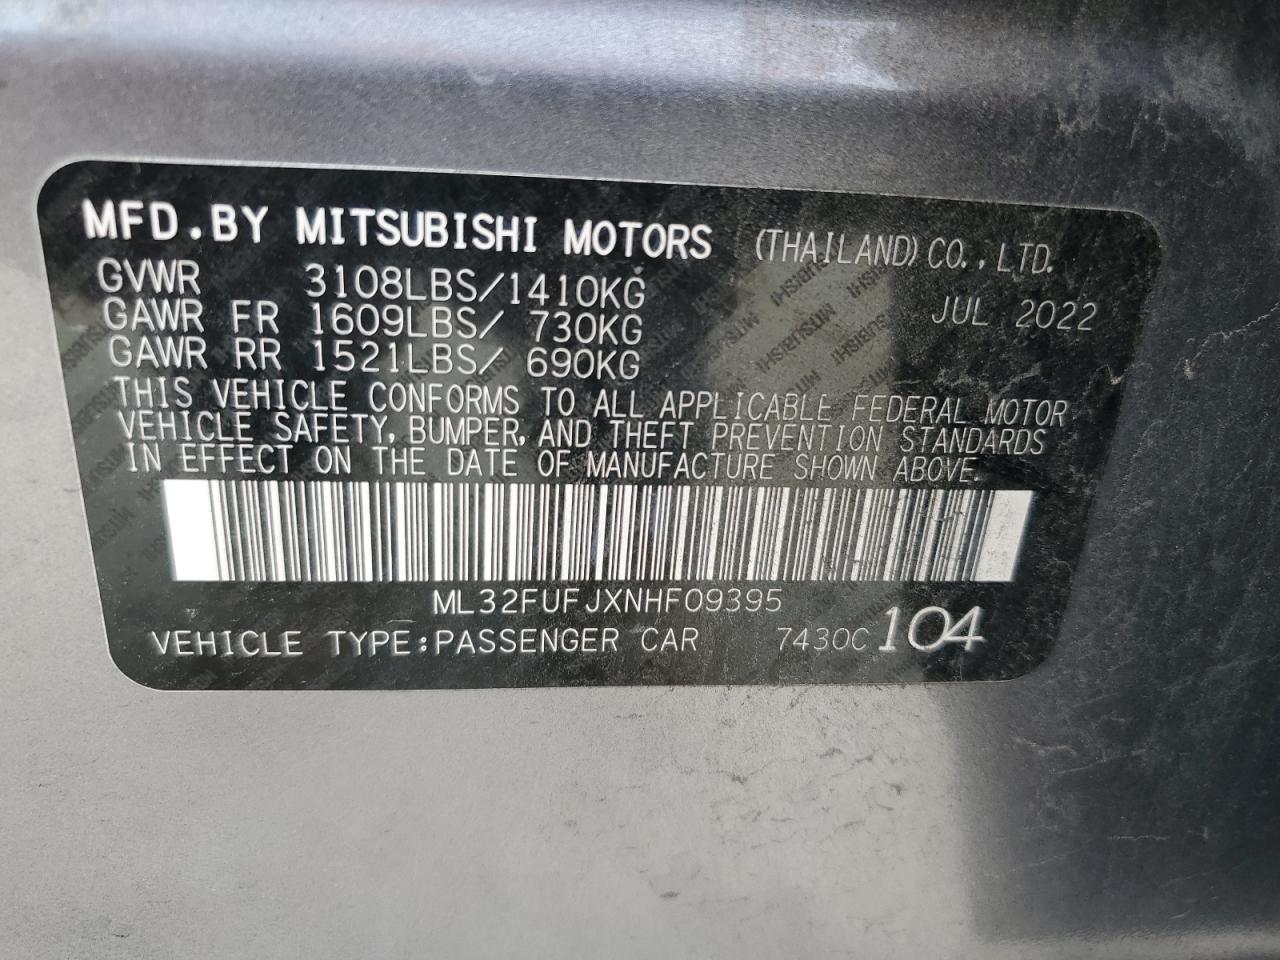 MFD.BY MITSUBISHI MOTORS (THAILAND) CO.,LTD.
GVWR 3108LBS/1410KG JUL 2022
GAWR FR 1609LBS/ 730KG
GAWR RR 1521LBS/ 690KG
THIS VEHICLE CONFORMS TO ALL APPLICABLE FEDERAL MOTOR
VEHICLE SAFETY, BUMPER, AND THEFT PREVENTION STANDARDS
IN EFFECT ON THE DATE OF MANUFACTURE SHOWN ABOVE.
ML32FUFJXNHF09395
VEHICLE TYPE:PASSENGER CAR 7430C 104